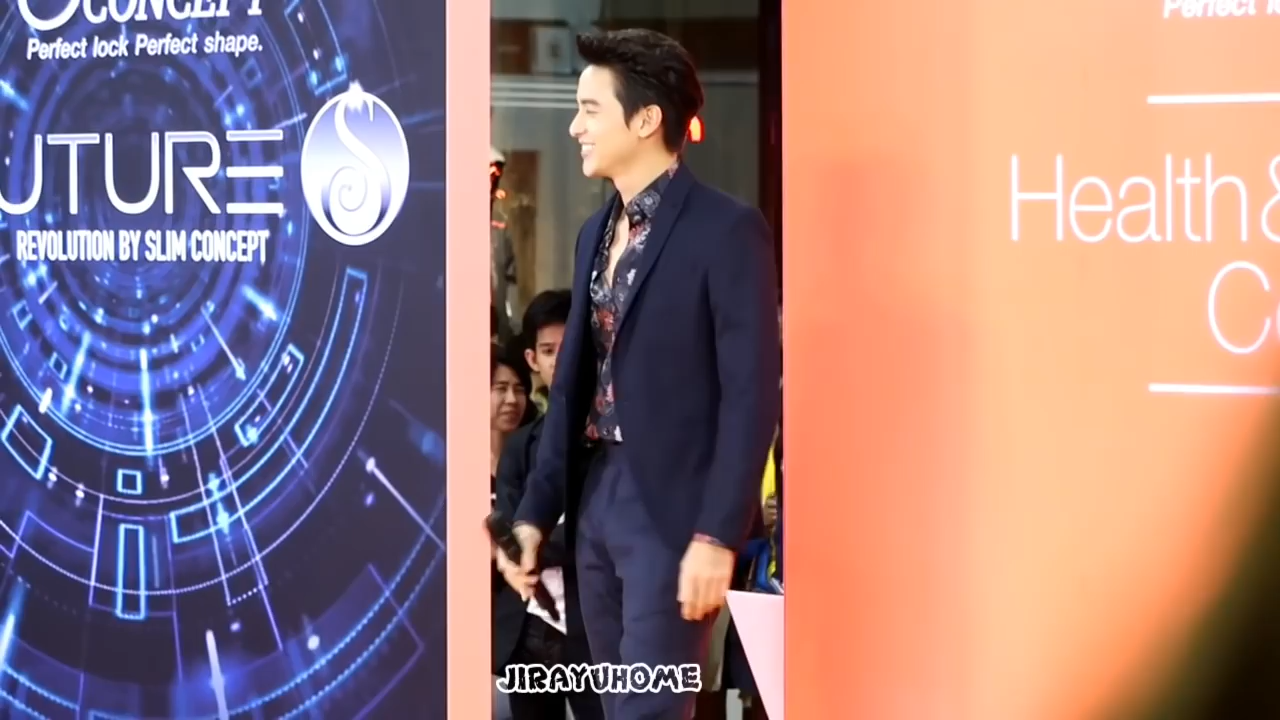 CONCEPT
Perfect lock Perfect shape.
UTURE
REVOLUTION BY SLIM CONCEPT
Perfect
Health &
JIRAYUHOME